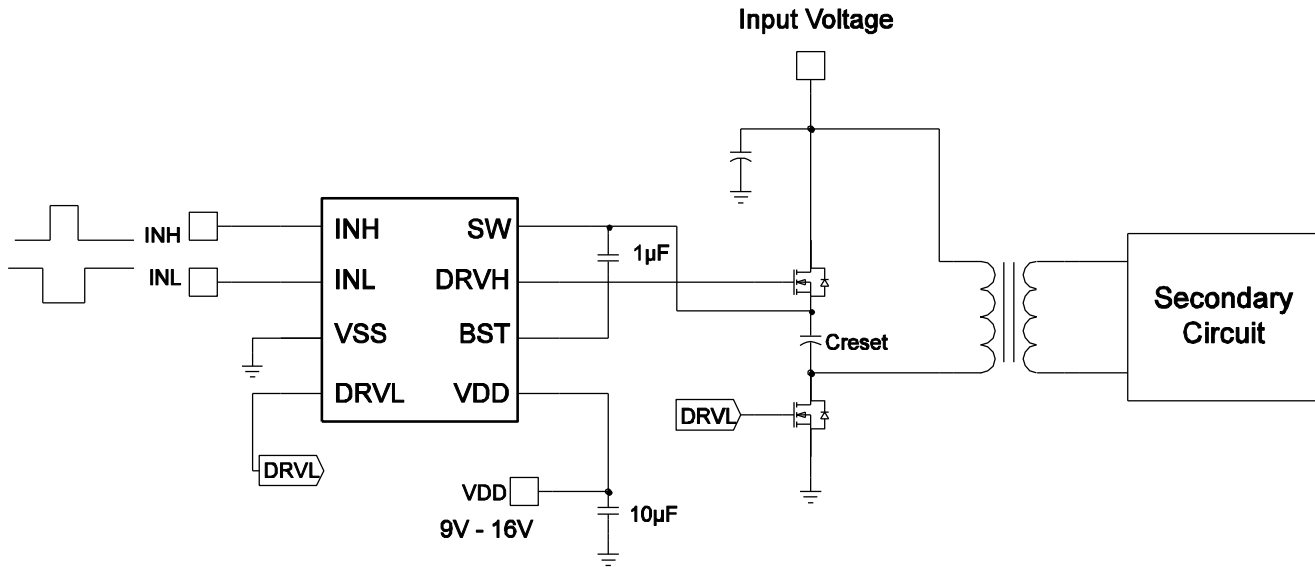 Input Voltage
INH
INL
INH
INL
VSS
DRVL
SW
DRVH
BST
VDD
1µF
Creset
Secondary
Circuit
DRVL
DRVL
VDD
9V - 16V
10µF